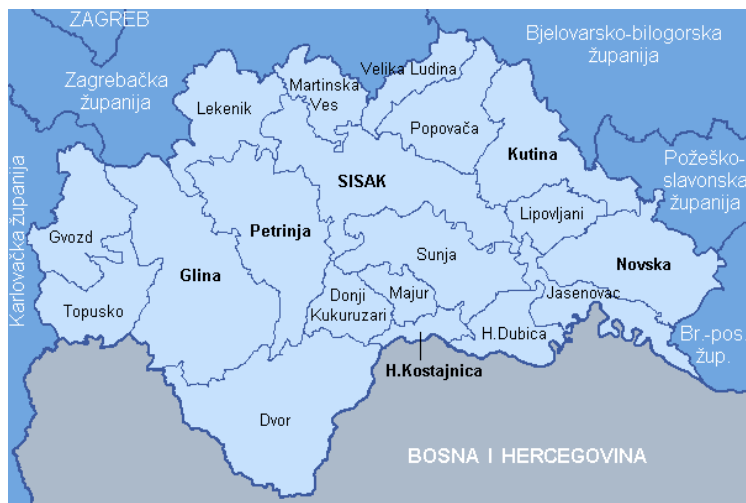 ZAGREB
Bjelovarsko-bilogorska
županija
Zagrebačka
županija
Velika Ludina
Martinska
Ves
Lekenik
Popovača
Kutina
Požeško-
slavonska
županija
SISAK
Karlovačka županija
Lipovljani
Petrinja
Gvozd
Sunja
Novska
Glina
Topusko
Donji
Kukuruzari
Majur
Jasenovac
H.Dubica
Br.-pos.
žup.
H.Kostajnica
Dvor
BOSNA I HERCEGOVINA